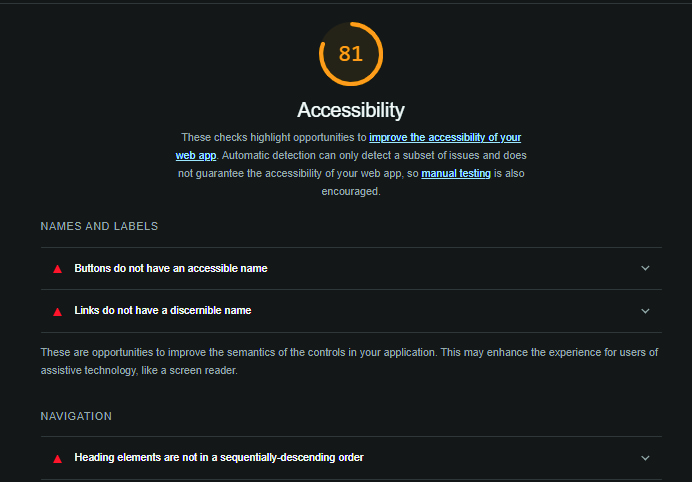 81
Accessibility
These checks highlight opportunities to improve the accessibility of your
web app. Automatic detection can only detect a subset of issues and does
not guarantee the accessibility of your web app, so manual testing is also
encouraged.
NAMES AND LABELS
Buttons do not have an accessible name
Links do not have a discernible name
These are opportunities to improve the semantics of the controls in your application. This may enhance the experience for users of
assistive technology, like a screen reader.
NAVIGATION
Heading elements are not in a sequentially-descending order